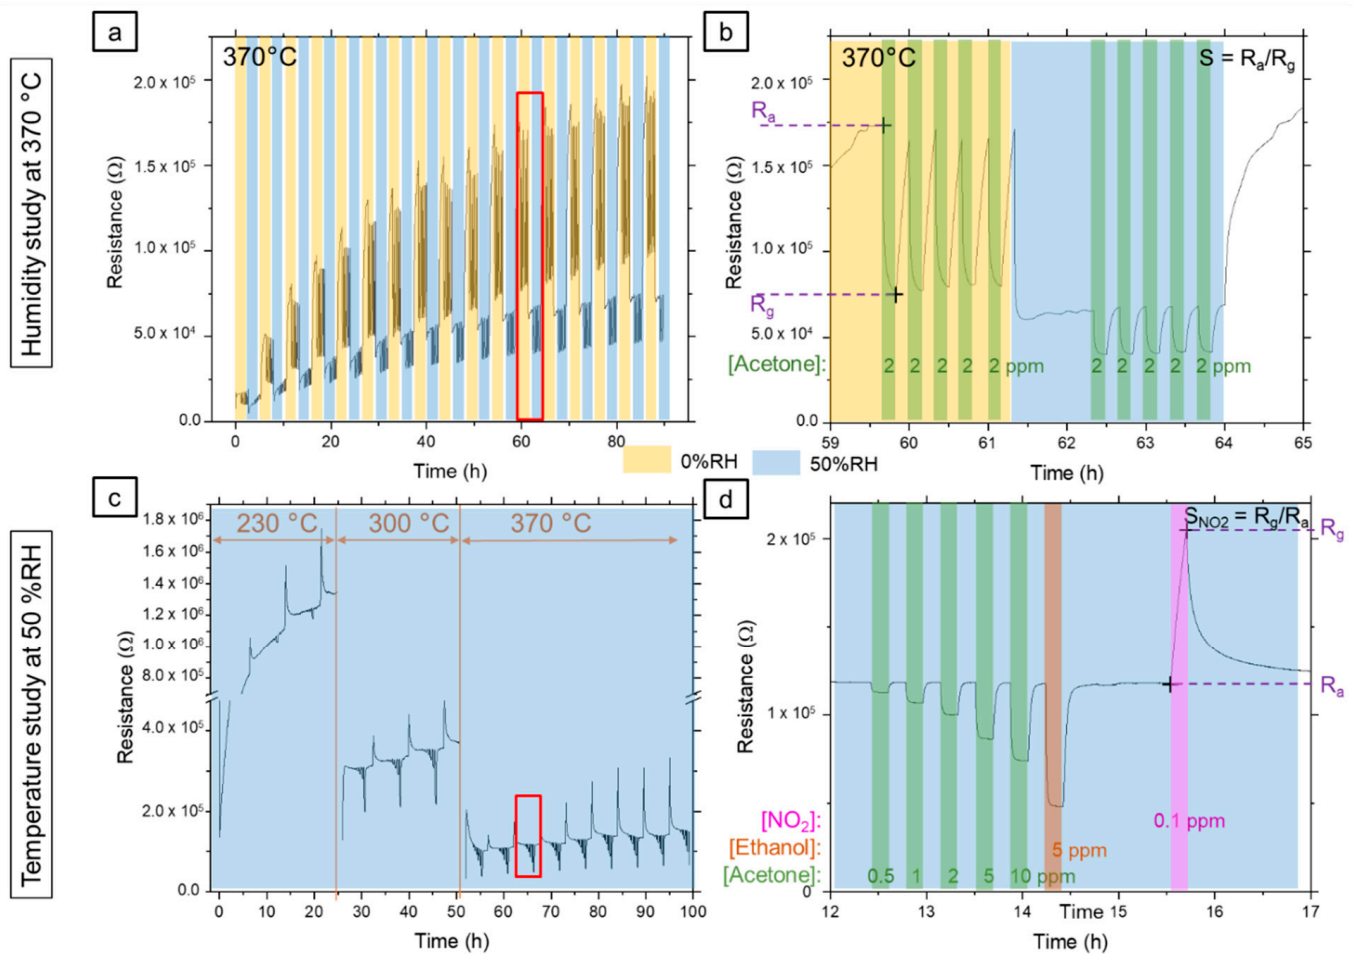 Humidity study at 370 °C
a
370°C
Resistance (Ω)
2.0 x 10⁵
1.5 x 10⁵
1.0 x 10⁵
5.0 x 10⁴
0.0
0 20 40 60 80
Time (h)
b
370°C
S = Ra/Rg
Ra
Rg
Resistance (Ω)
2.0 x 10⁵
1.5 x 10⁵
1.0 x 10⁵
5.0 x 10⁴
0.0
[Acetone]: 2 2 2 2 2 ppm 2 2 2 2 2 ppm
59 60 61 62 63 64 65
Time (h)
0%RH 50%RH
Temperature study at 50 %RH
c
230 °C 300 °C 370 °C
Resistance (Ω)
1.8 x 10⁶
1.6 x 10⁶
1.4 x 10⁶
1.2 x 10⁶
1.0 x 10⁶
8.0 x 10⁵
4.0 x 10⁵
2.0 x 10⁵
0.0
0 10 20 30 40 50 60 70 80 90 100
Time (h)
d
S_NO2 = Rg/Ra
Rg
Ra
Resistance (Ω)
2 x 10⁵
1 x 10⁵
0
[NO₂]: 0.1 ppm
[Ethanol]: 5 ppm
[Acetone]: 0.5 1 2 5 10 ppm
12 13 14 Time 15 16 17
Time (h)